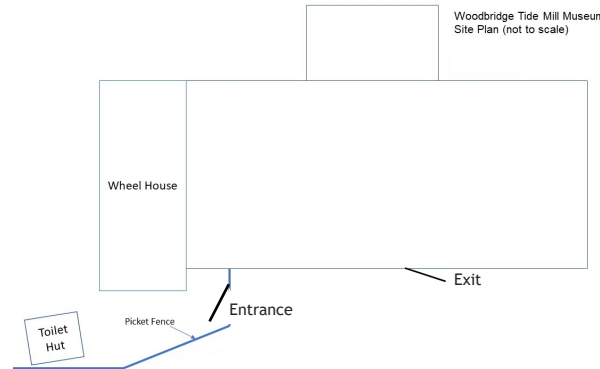 Woodbridge Tide Mill Museum
Site Plan (not to scale)
Wheel House
Exit
Entrance
Picket Fence
Toilet
Hut